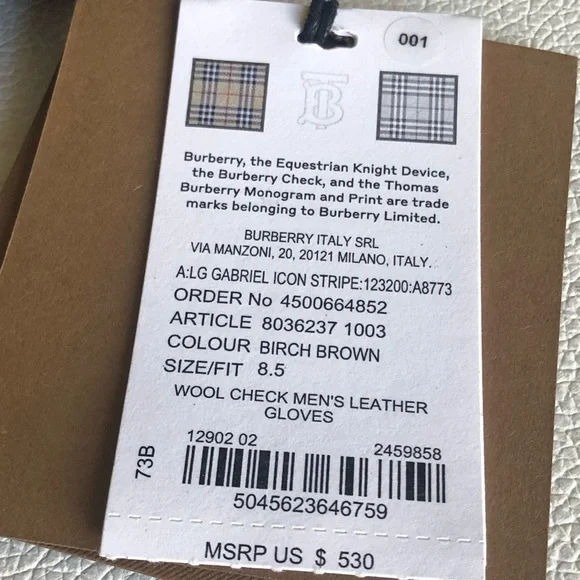 001
TB
Burberry, the Equestrian Knight Device,
the Burberry Check, and the Thomas
Burberry Monogram and Print are trade
marks belonging to Burberry Limited.
BURBERRY ITALY SRL
VIA MANZONI, 20, 20121 MILANO, ITALY.
A:LG GABRIEL ICON STRIPE:123200:A8773
ORDER No 4500664852
ARTICLE 8036237 1003
COLOUR BIRCH BROWN
SIZE/FIT 8.5
WOOL CHECK MEN'S LEATHER
GLOVES
73B
12902 02 2459858
5045623646759
MSRP US $ 530